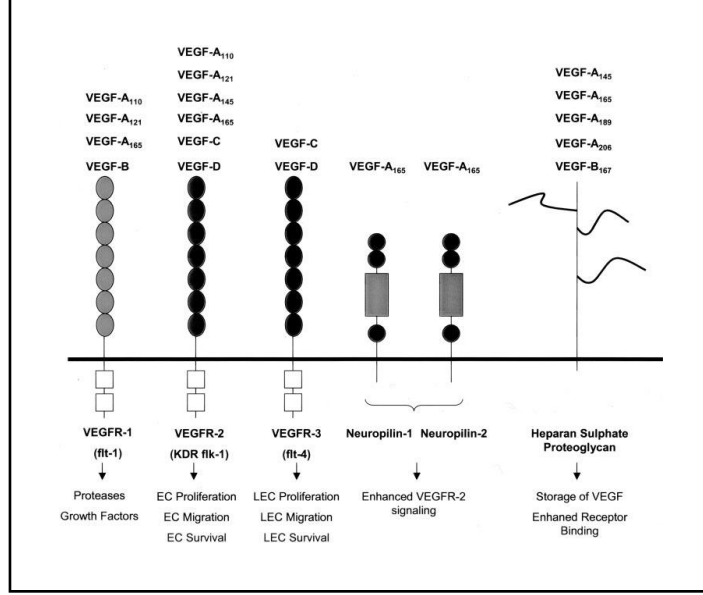 VEGF-A110
VEGF-A121
VEGF-A165
VEGF-B
VEGF-A110
VEGF-A121
VEGF-A145
VEGF-A165
VEGF-C
VEGF-D
VEGF-C
VEGF-D
VEGF-A165
VEGF-A165
VEGF-A145
VEGF-A165
VEGF-A189
VEGF-A206
VEGF-B167
VEGFR-1
(flt-1)
Proteases
Growth Factors
VEGFR-2
(KDR flk-1)
EC Proliferation
EC Migration
EC Survival
VEGFR-3
(flt-4)
LEC Proliferation
LEC Migration
LEC Survival
Neuropilin-1 Neuropilin-2
Enhanced VEGFR-2
signaling
Heparan Sulphate
Proteoglycan
Storage of VEGF
Enhaned Receptor
Binding